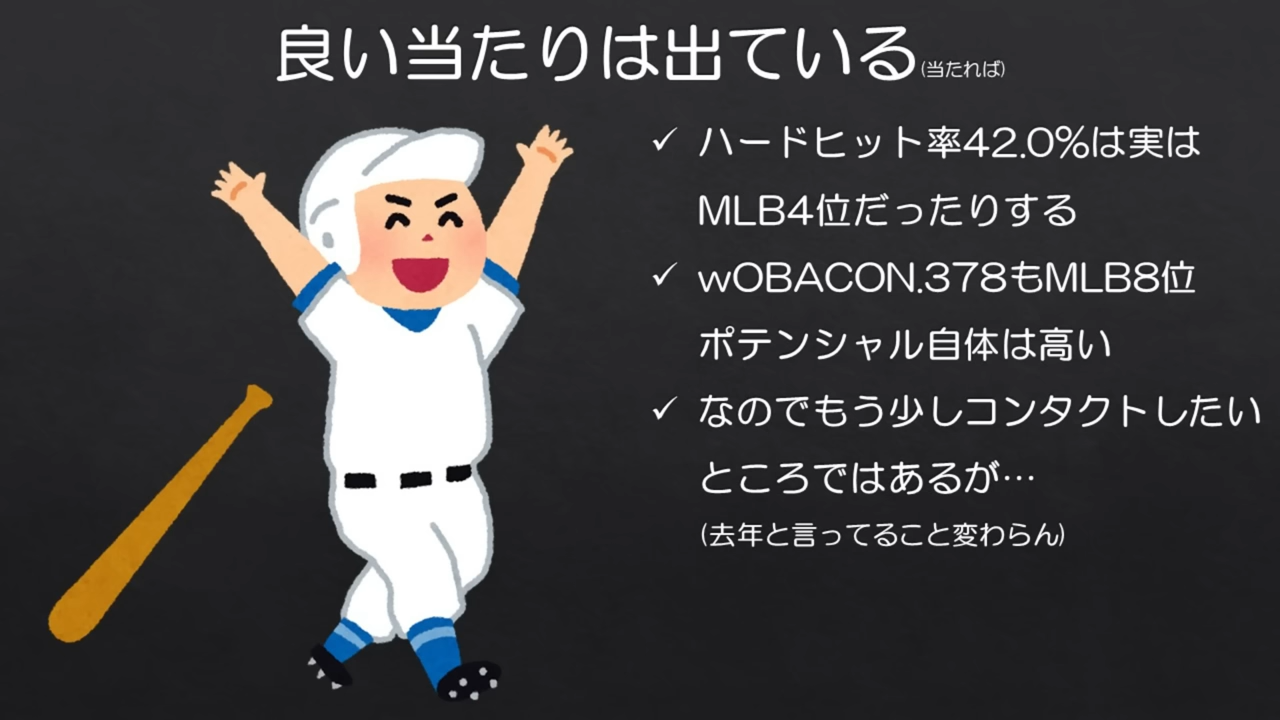 良い当たりは出ている(当たれば)
✓ ハードヒット率42.0%は実は
MLB4位だったりする
✓ wOBACON.378もMLB8位
ポテンシャル自体は高い
✓ なのでもう少しコンタクトしたい
ところではあるが…
(去年と言ってること変わらん)